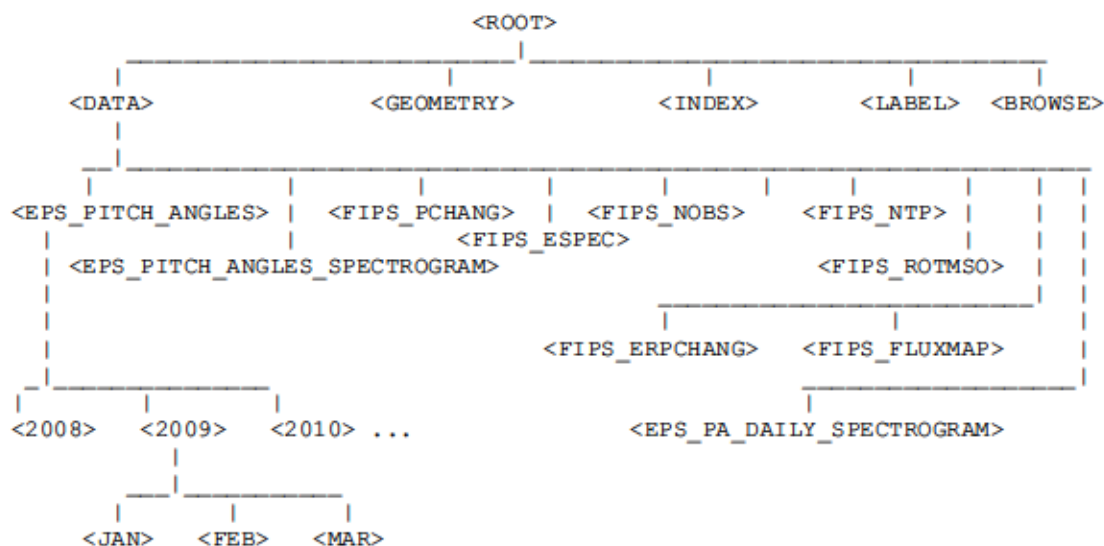 <ROOT>
<DATA> <GEOMETRY> <INDEX> <LABEL> <BROWSE>
<EPS_PITCH_ANGLES> <FIPS_PCHANG> <FIPS_NOBS> <FIPS_NTP>
<FIPS_ESPEC>
<EPS_PITCH_ANGLES_SPECTROGRAM> <FIPS_ROTMSO>
<FIPS_ERPCHANG> <FIPS_FLUXMAP>
<2008> <2009> <2010> ... <EPS_PA_DAILY_SPECTROGRAM>
<JAN> <FEB> <MAR>